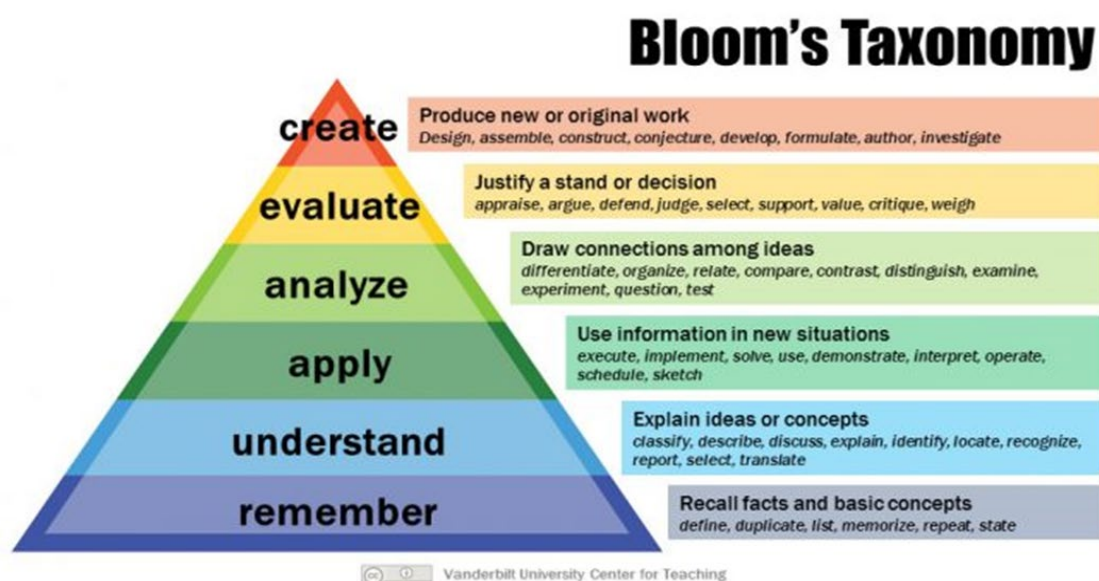 Bloom's Taxonomy
create
Produce new or original work
Design, assemble, construct, conjecture, develop, formulate, author, investigate
evaluate
Justify a stand or decision
appraise, argue, defend, judge, select, support, value, critique, weigh
analyze
Draw connections among ideas
differentiate, organize, relate, compare, contrast, distinguish, examine,
experiment, question, test
apply
Use information in new situations
execute, implement, solve, use, demonstrate, interpret, operate,
schedule, sketch
understand
Explain ideas or concepts
classify, describe, discuss, explain, identify, locate, recognize,
report, select, translate
remember
Recall facts and basic concepts
define, duplicate, list, memorize, repeat, state
cc Vanderbilt University Center for Teaching